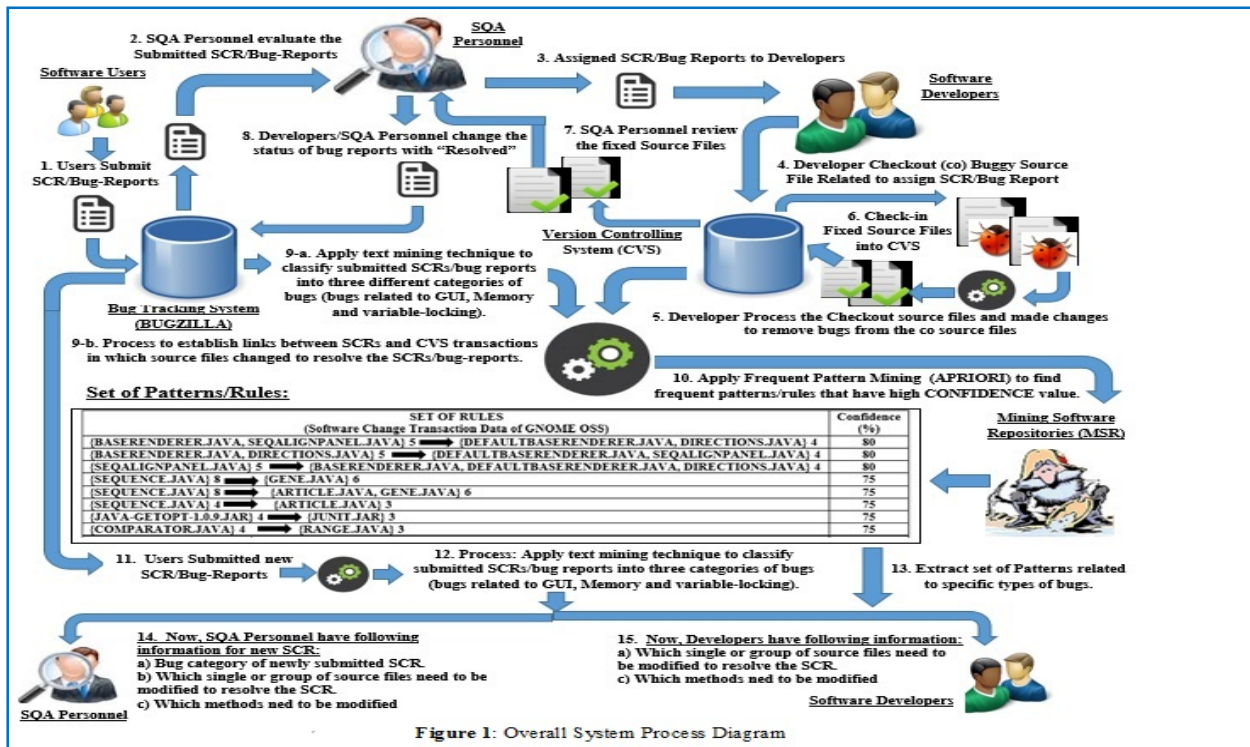 2. SQA Personnel evaluate the
Submitted SCR/Bug-Reports
SQA
Personnel
3. Assigned SCR/Bug Reports to Developers
Software Users
Software
Developers
1. Users Submit
SCR/Bug-Reports
8. Developers/SQA Personnel change the
status of bug reports with “Resolved”
7. SQA Personnel review
the fixed Source Files
4. Developer Checkout (co) Buggy Source
File Related to assign SCR/Bug Report
6. Check-in
Fixed Source Files
into CVS
Version Controlling
System (CVS)
Bug Tracking System
(BUGZILLA)
9-a. Apply text mining technique to
classify submitted SCRs/bug reports
into three different categories of
bugs (bugs related to GUI, Memory
and variable-locking).
5. Developer Process the Checkout source files and made changes
to remove bugs from the co source files
9-b. Process to establish links between SCRs and CVS transactions
in which source files changed to resolve the SCRs/bug-reports.
10. Apply Frequent Pattern Mining (APRIORI) to find
frequent patterns/rules that have high CONFIDENCE value.
Set of Patterns/Rules:
Mining Software
Repositories (MSR)
SET OF RULES
(Software Change Transaction Data of GNOME OSS)
Confidence
(%)
{BASERENDERER.JAVA, SEQALIGNPANEL.JAVA} 5 → {DEFAULTBASERENDERER.JAVA, DIRECTIONS.JAVA} 4 80
{BASERENDERER.JAVA, DIRECTIONS.JAVA} 5 → {DEFAULTBASERENDERER.JAVA, SEQALIGNPANEL.JAVA} 4 80
{SEQALIGNPANEL.JAVA} 5 → {BASERENDERER.JAVA, DEFAULTBASERENDERER.JAVA, DIRECTIONS.JAVA} 4 80
{SEQUENCE.JAVA} 8 → {GENE.JAVA} 6 75
{SEQUENCE.JAVA} 8 → {ARTICLE.JAVA, GENE.JAVA} 6 75
{SEQUENCE.JAVA} 4 → {ARTICLE.JAVA} 3 75
{JAVA-GETOPT-1.0.9.JAR} 4 → {JUNIT.JAR} 3 75
{COMPARATOR.JAVA} 4 → {RANGE.JAVA} 3 75
11. Users Submitted new
SCR/Bug-Reports
12. Process: Apply text mining technique to classify
submitted SCRs/bug reports into three categories of bugs
(bugs related to GUI, Memory and variable-locking).
13. Extract set of Patterns related
to specific types of bugs.
14. Now, SQA Personnel have following
information for new SCR:
a) Bug category of newly submitted SCR.
b) Which single or group of source files need to be
modified to resolve the SCR.
c) Which methods ned to be modified
SQA Personnel
15. Now, Developers have following information:
a) Which single or group of source files need to
be modified to resolve the SCR.
c) Which methods ned to be modified
Software Developers
Figure 1: Overall System Process Diagram